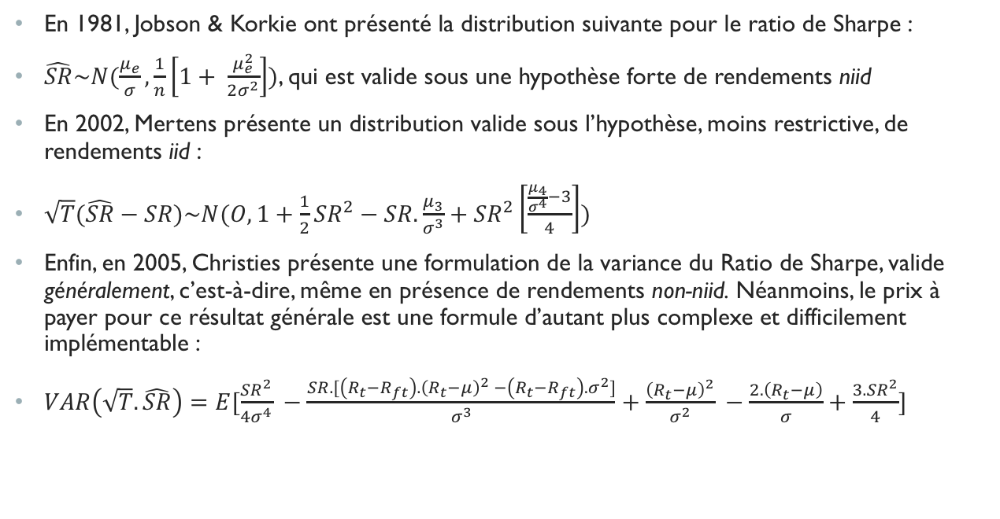 • En 1981, Jobson & Korkie ont présenté la distribution suivante pour le ratio de Sharpe :
• $\widehat{SR} \sim N(\frac{\mu_e}{\sigma}, \frac{1}{n}\left[1 + \frac{\mu_e^2}{2\sigma^2}\right])$, qui est valide sous une hypothèse forte de rendements niid
• En 2002, Mertens présente un distribution valide sous l’hypothèse, moins restrictive, de
rendements iid :
• $\sqrt{T}(\widehat{SR} - SR) \sim N(O, 1 + \frac{1}{2}SR^2 - SR.\frac{\mu_3}{\sigma^3} + SR^2\left[\frac{\frac{\mu_4}{\sigma^4}-3}{4}\right])$
• Enfin, en 2005, Christies présente une formulation de la variance du Ratio de Sharpe, valide
généralement, c’est-à-dire, même en présence de rendements non-niid. Néanmoins, le prix à
payer pour ce résultat générale est une formule d’autant plus complexe et difficilement
implémentable :
• $VAR(\sqrt{T}.\widehat{SR}) = E[\frac{SR^2}{4\sigma^4} - \frac{SR.[(R_t-R_{ft}).(R_t-\mu)^2-(R_t-R_{ft}).\sigma^2]}{\sigma^3} + \frac{(R_t-\mu)^2}{\sigma^2} - \frac{2.(R_t-\mu)}{\sigma} + \frac{3.SR^2}{4}]$